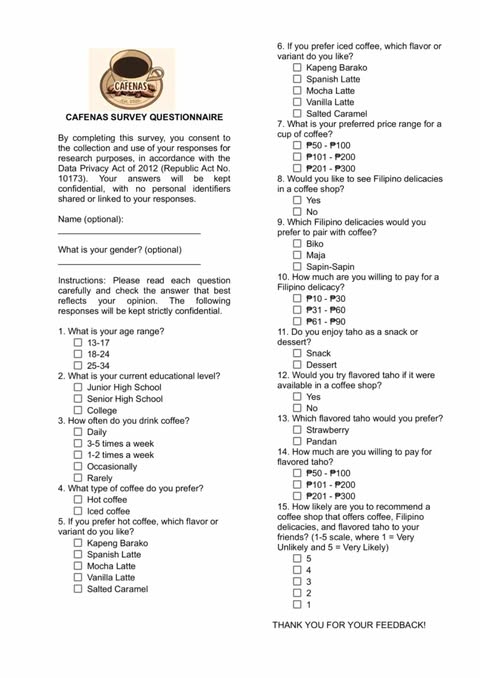 CAFENAS
CAFENAS SURVEY QUESTIONNAIRE
By completing this survey, you consent to
the collection and use of your responses for
research purposes, in accordance with the
Data Privacy Act of 2012 (Republic Act No.
10173). Your answers will be kept
confidential, with no personal identifiers
shared or linked to your responses.
Name (optional):
What is your gender? (optional)
Instructions: Please read each question
carefully and check the answer that best
reflects your opinion. The following
responses will be kept strictly confidential.
1. What is your age range?
13-17
18-24
25-34
2. What is your current educational level?
Junior High School
Senior High School
College
3. How often do you drink coffee?
Daily
3-5 times a week
1-2 times a week
Occasionally
Rarely
4. What type of coffee do you prefer?
Hot coffee
Iced coffee
5. If you prefer hot coffee, which flavor or
variant do you like?
Kapeng Barako
Spanish Latte
Mocha Latte
Vanilla Latte
Salted Caramel
6. If you prefer iced coffee, which flavor or
variant do you like?
Kapeng Barako
Spanish Latte
Mocha Latte
Vanilla Latte
Salted Caramel
7. What is your preferred price range for a
cup of coffee?
₱50 - ₱100
₱101 - ₱200
₱201 - ₱300
8. Would you like to see Filipino delicacies
in a coffee shop?
Yes
No
9. Which Filipino delicacies would you
prefer to pair with coffee?
Biko
Maja
Sapin-Sapin
10. How much are you willing to pay for a
Filipino delicacy?
₱10 - ₱30
₱31 - ₱60
₱61 - ₱90
11. Do you enjoy taho as a snack or
dessert?
Snack
Dessert
12. Would you try flavored taho if it were
available in a coffee shop?
Yes
No
13. Which flavored taho would you prefer?
Strawberry
Pandan
14. How much are you willing to pay for
flavored taho?
₱50 - ₱100
₱101 - ₱200
₱201 - ₱300
15. How likely are you to recommend a
coffee shop that offers coffee, Filipino
delicacies, and flavored taho to your
friends? (1-5 scale, where 1 = Very
Unlikely and 5 = Very Likely)
5
4
3
2
1
THANK YOU FOR YOUR FEEDBACK!